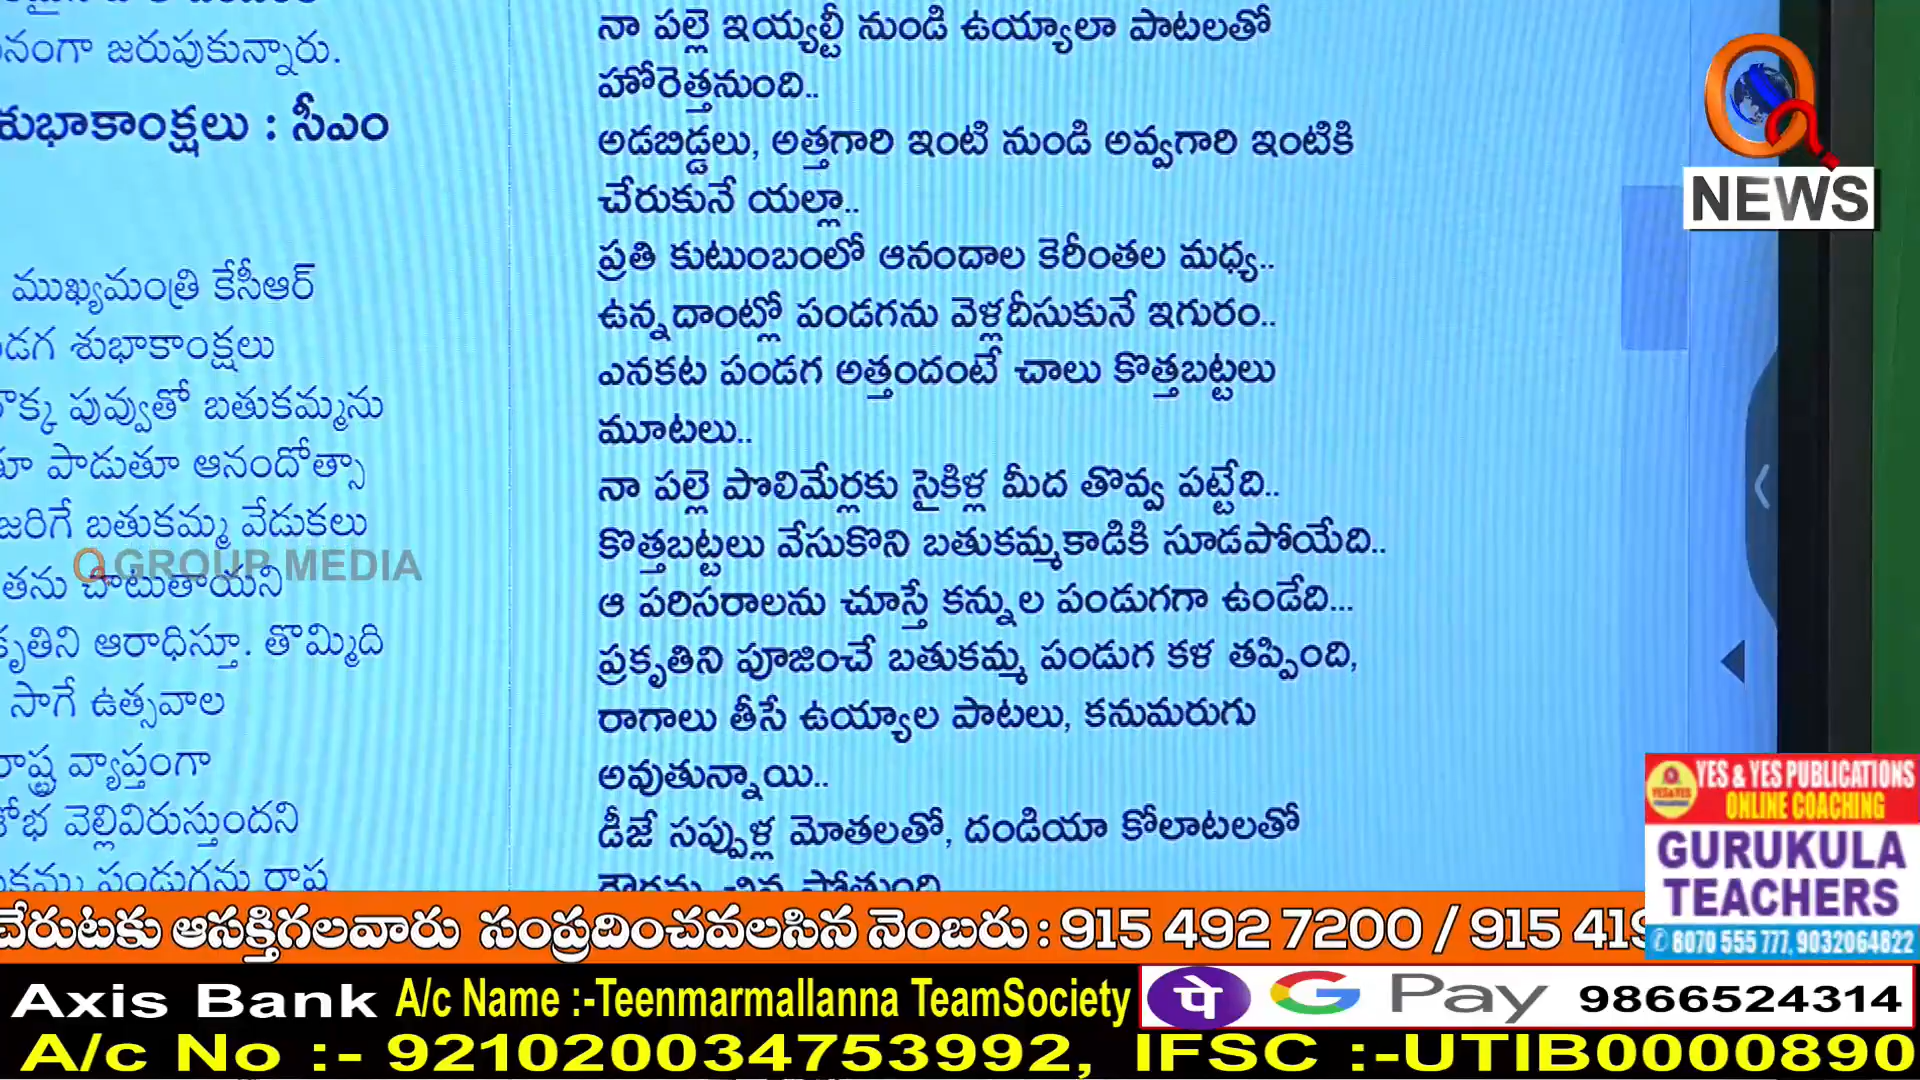 నంగా జరుపుకున్నారు.
శుభాకాంక్షలు : సీఎం
ముఖ్యమంత్రి కేసీఆర్
డగ శుభాకాంక్షలు
పువ్వుతో బతుకమ్మను
పాడుతూ ఆనందోత్సా
జరిగే బతుకమ్మ వేడుకలు
తను చాటుతాయని
కృతిని ఆరాధిస్తూ. తొమ్మిది
సాగే ఉత్సవాల
వ్యాప్తంగా
వెల్లివిరుస్తుందని
నా పల్లె ఇయ్యల్టి నుండి ఉయ్యాలా పాటలతో
హోరెత్తనుంది..
అడబిడ్డలు, అత్తగారి ఇంటి నుండి అవ్వగారి ఇంటికి
చేరుకునే యల్లా..
ప్రతి కుటుంబంలో ఆనందాల కెరీంతల మధ్య..
ఉన్నదాంట్లో పండగను వెళ్లదీసుకునే ఇగురం..
ఎనకట పండగ అత్తందంటే చాలు కొత్తబట్టలు
మూటలు..
నా పల్లె పొలిమేర్లకు సైకిళ్ల మీద తొవ్వ పట్టేది..
కొత్తబట్టలు వేసుకొని బతుకమ్మకాడికి సూడపోయేది..
ఆ పరిసరాలను చూస్తే కన్నుల పండుగగా ఉండేది...
ప్రకృతిని పూజించే బతుకమ్మ పండుగ కళ తప్పింది,
రాగాలు తీసే ఉయ్యాల పాటలు, కనుమరుగు
అవుతున్నాయి..
డీజే సప్పుళ్ల మోతలతో, దండియా కోలాటలతో
Q NEWS
Q GROUP MEDIA
YES & YES PUBLICATIONS
ONLINE COACHING
GURUKULA
TEACHERS
8070 555 777, 9032064822
చేరుటకు ఆసక్తిగలవారు సంప్రదించవలసిన నెంబరు : 915 492 7200 / 915 419
Axis Bank A/c Name :-Teenmarmallanna TeamSociety
పే G Pay 9866524314
A/c No :- 921020034753992, IFSC :-UTIB0000890